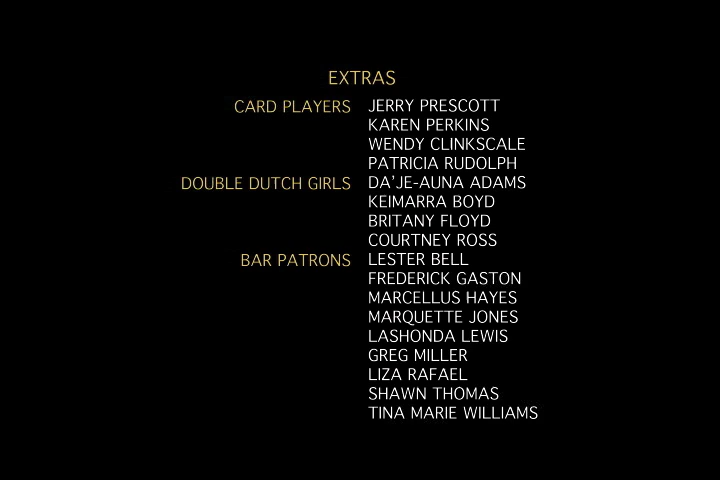 EXTRAS
CARD PLAYERS JERRY PRESCOTT
KAREN PERKINS
WENDY CLINKSCALE
PATRICIA RUDOLPH
DOUBLE DUTCH GIRLS DA'JE-AUNA ADAMS
KEIMARRA BOYD
BRITANY FLOYD
COURTNEY ROSS
BAR PATRONS LESTER BELL
FREDERICK GASTON
MARCELLUS HAYES
MARQUETTE JONES
LASHONDA LEWIS
GREG MILLER
LIZA RAFAEL
SHAWN THOMAS
TINA MARIE WILLIAMS